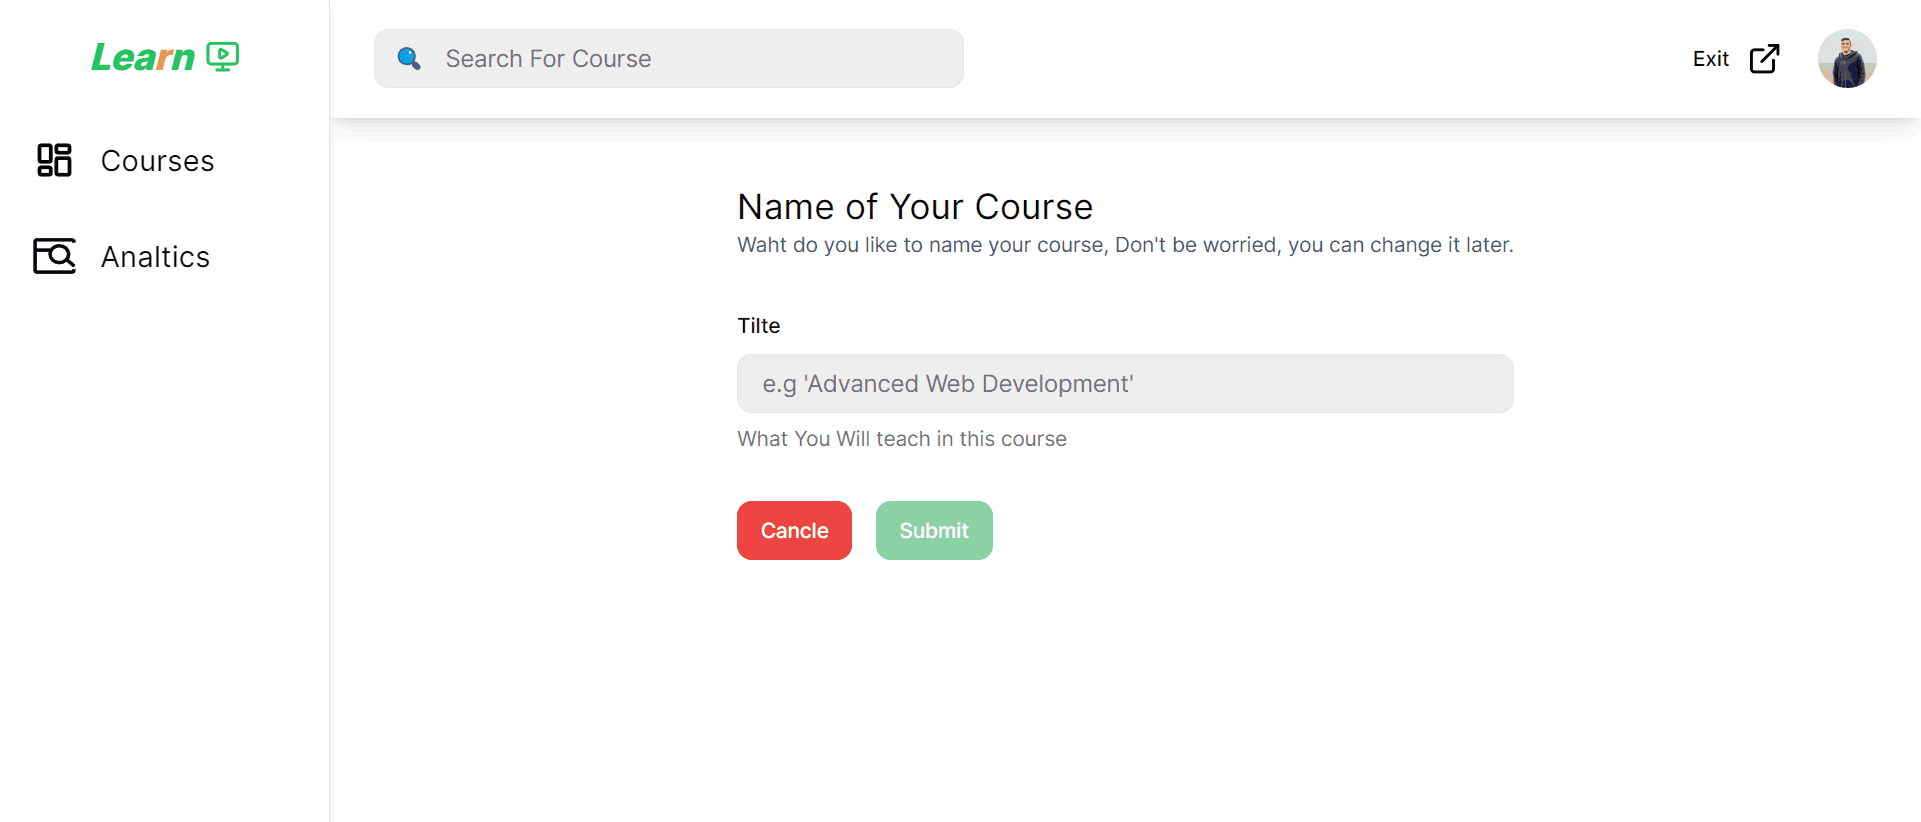 Learn
Search For Course
Exit
Courses
Analtics
Name of Your Course
Waht do you like to name your course, Don't be worried, you can change it later.
Tilte
e.g 'Advanced Web Development'
What You Will teach in this course
Cancle
Submit